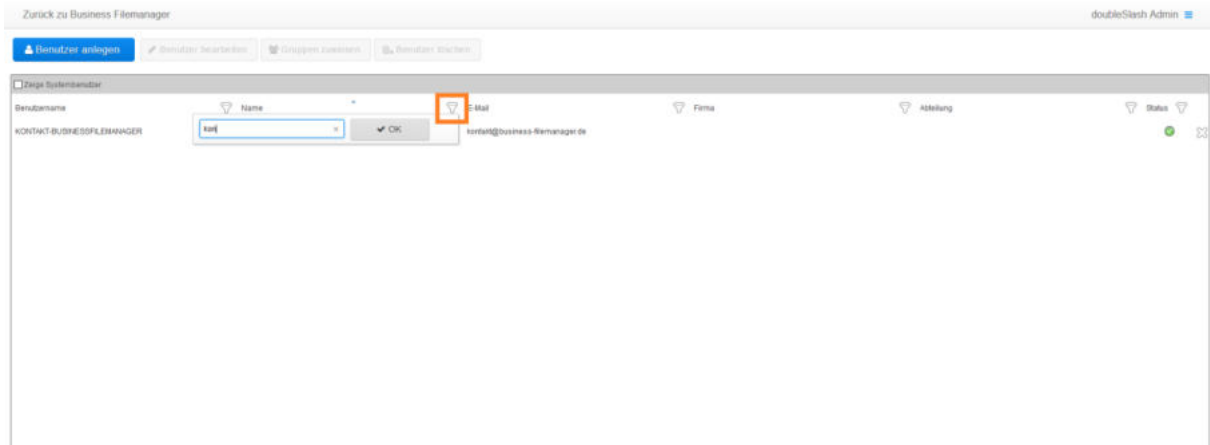 Zurück zu Business Filemanager doubleSlash Admin
Benutzer anlegen Benutzer bearbeiten Gruppen zuweisen Benutzer löschen
Zeige Systembenutzer
Benutzername Name E-Mail Firma Abteilung Status
KONTAKT-BUSINESSFILEMANAGER kontakt@business-filemanager.de
kon × OK